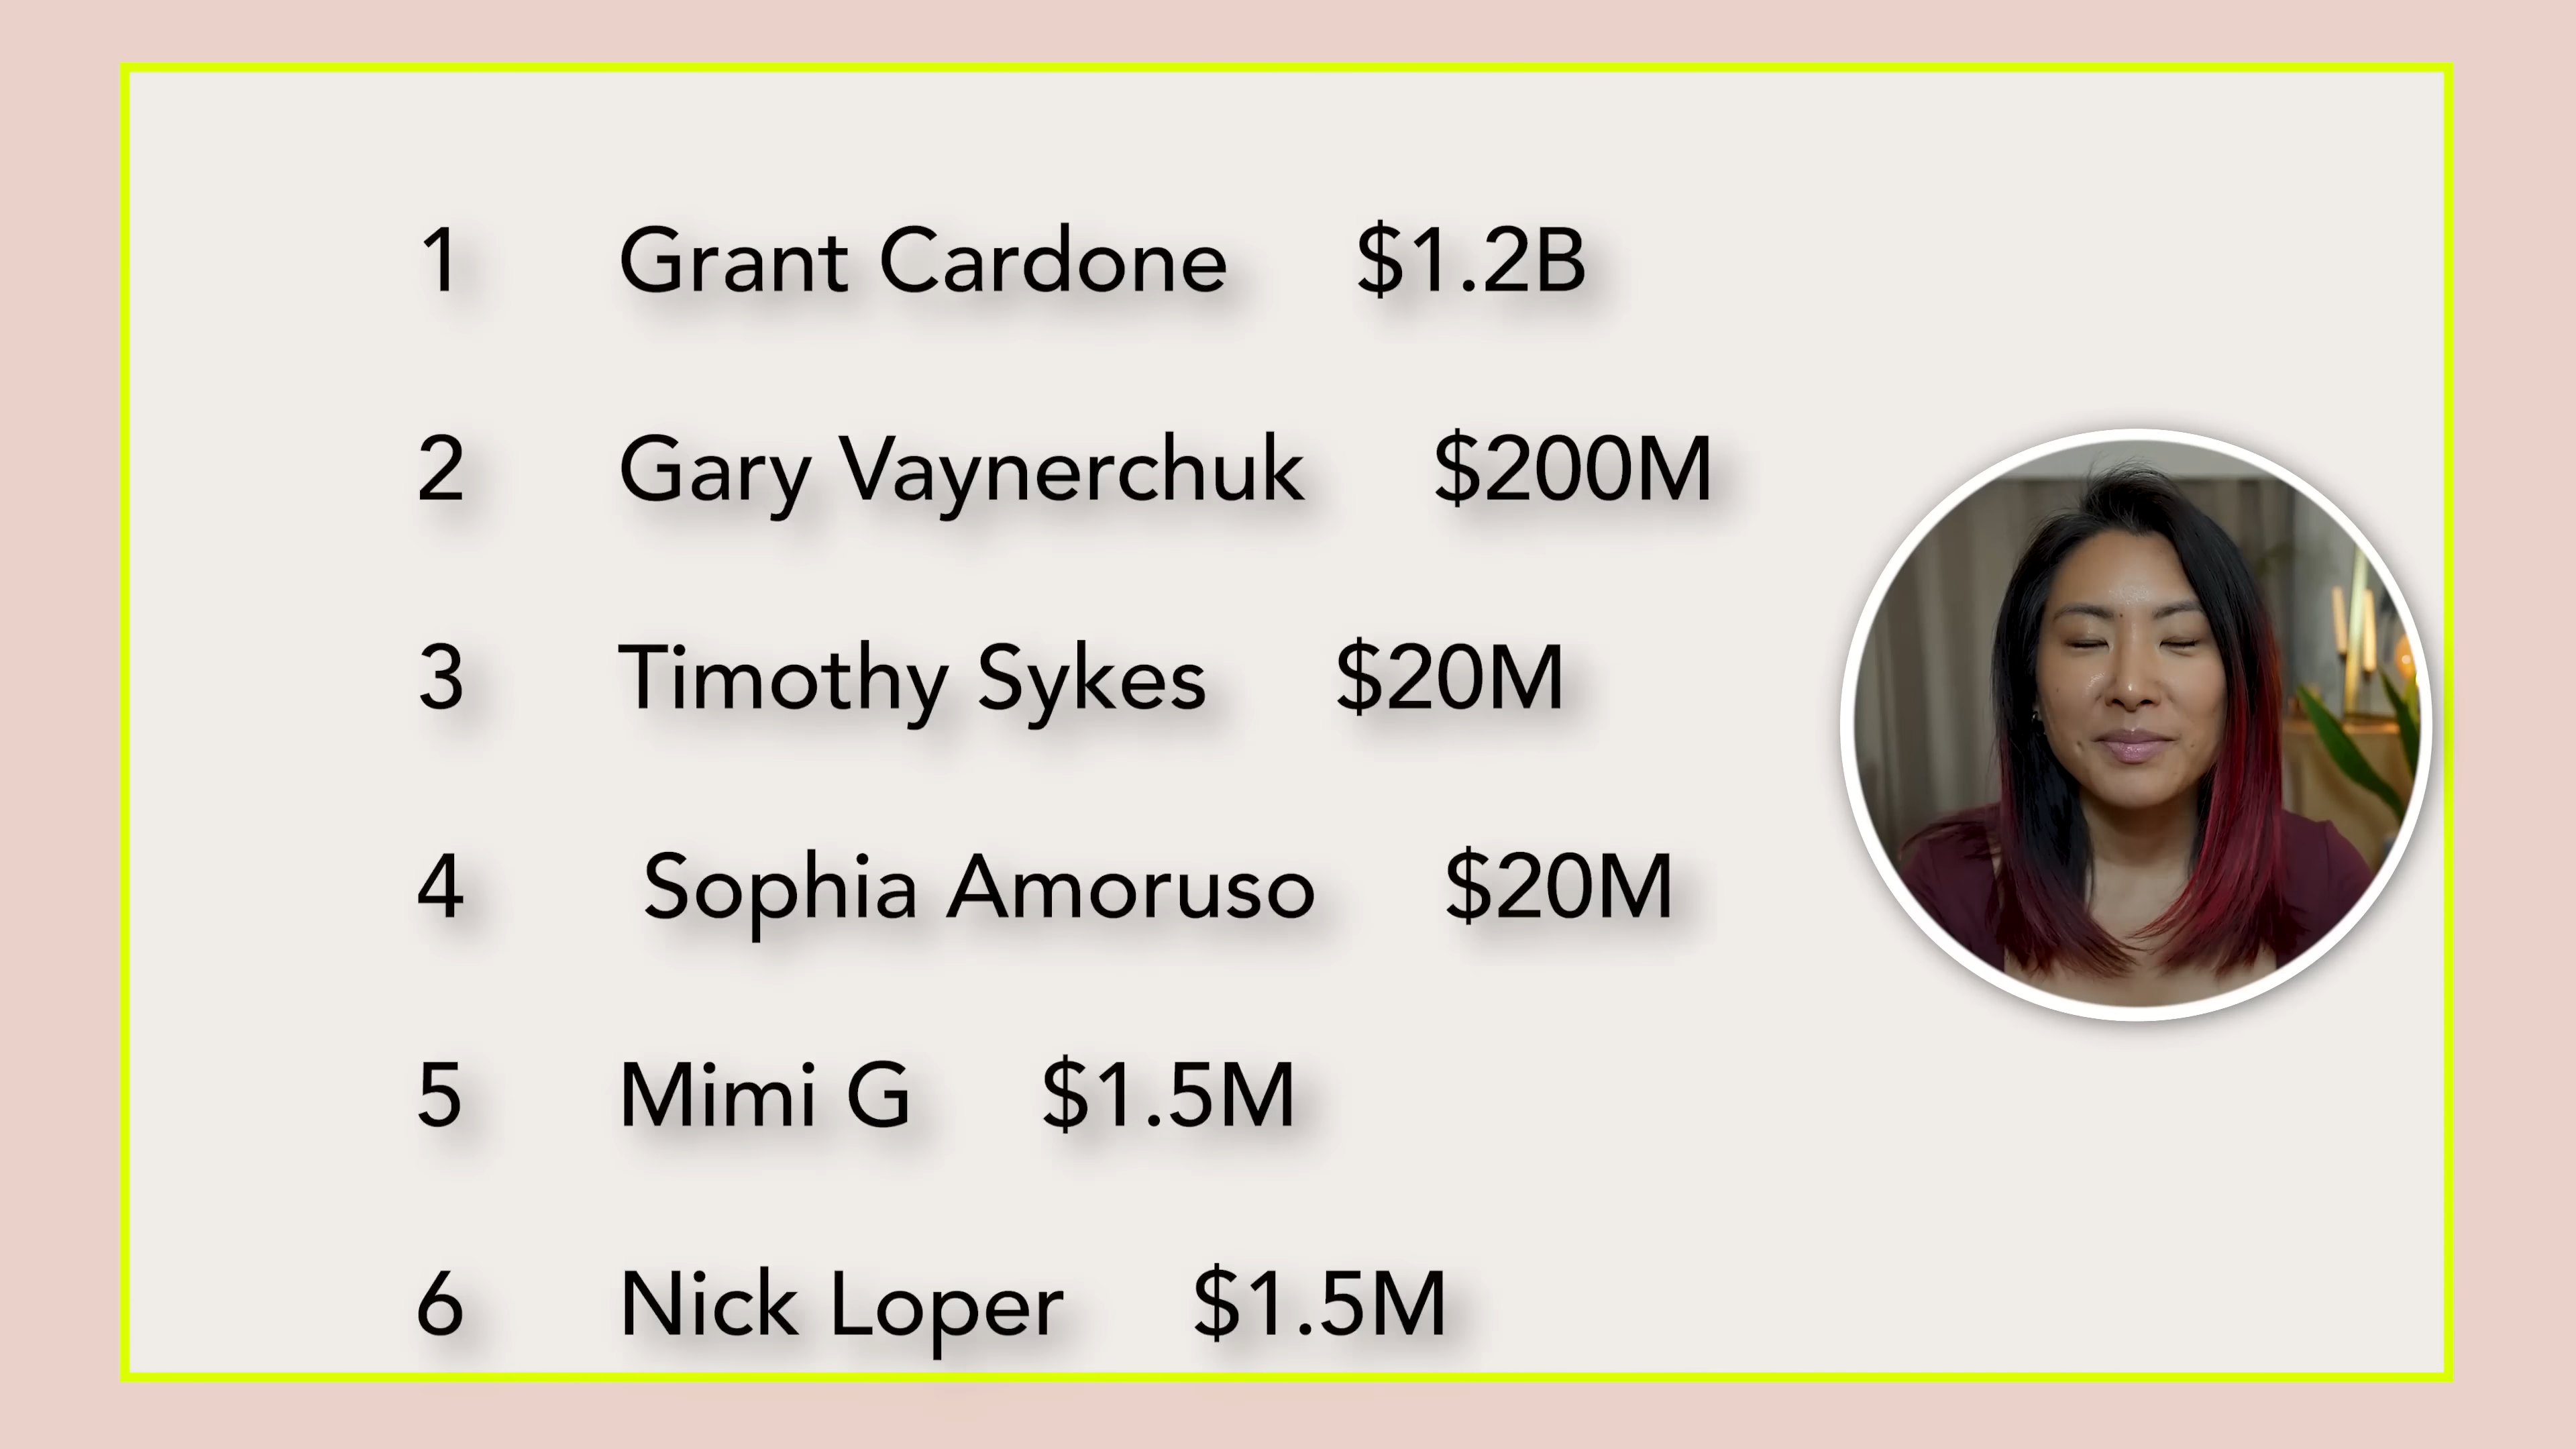 1 Grant Cardone $1.2B
2 Gary Vaynerchuk $200M
3 Timothy Sykes $20M
4 Sophia Amoruso $20M
5 Mimi G $1.5M
6 Nick Loper $1.5M